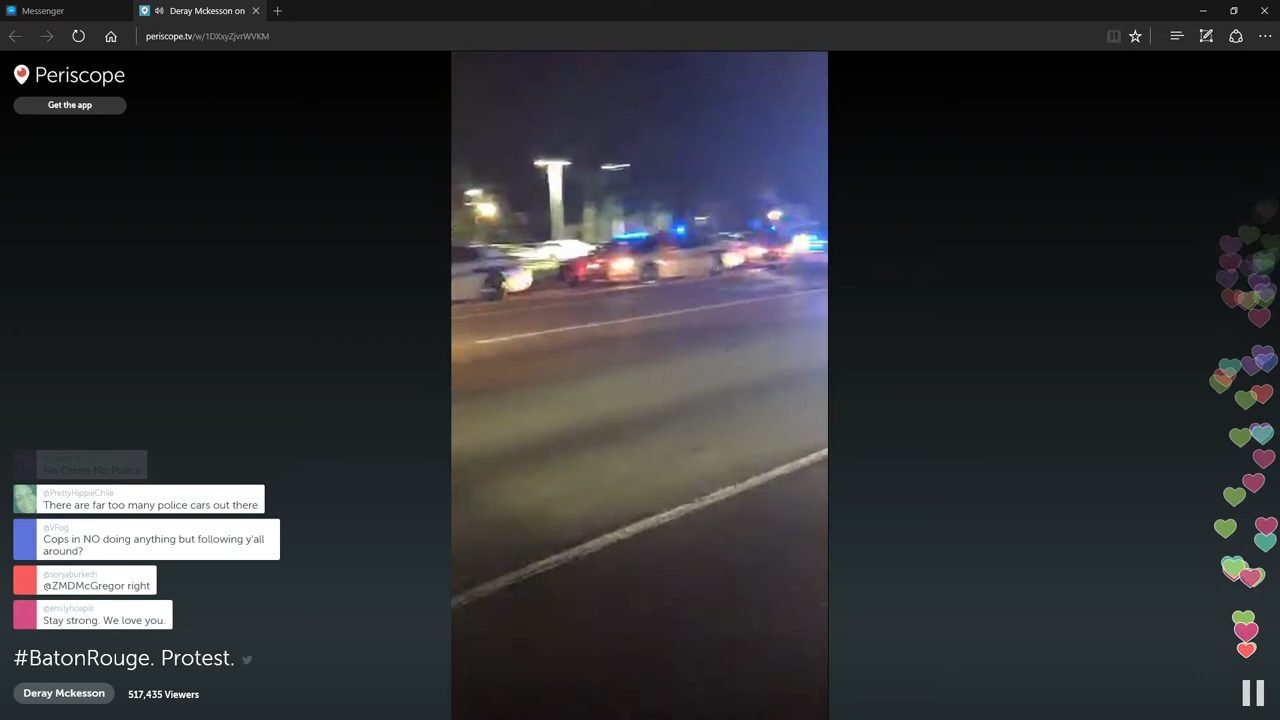 Messenger
Deray Mckesson on
periscope.tv/w/1DXxyZjvrWVKM
Periscope
Get the app
No Crime No Police
@PrettyHippieChile
There are far too many police cars out there
@VFog
Cops in NO doing anything but following y'all
around?
@sonjaburketh
@ZMDMcGregor right
@emilyhoapili
Stay strong. We love you.
#BatonRouge. Protest.
Deray Mckesson
517,435 Viewers